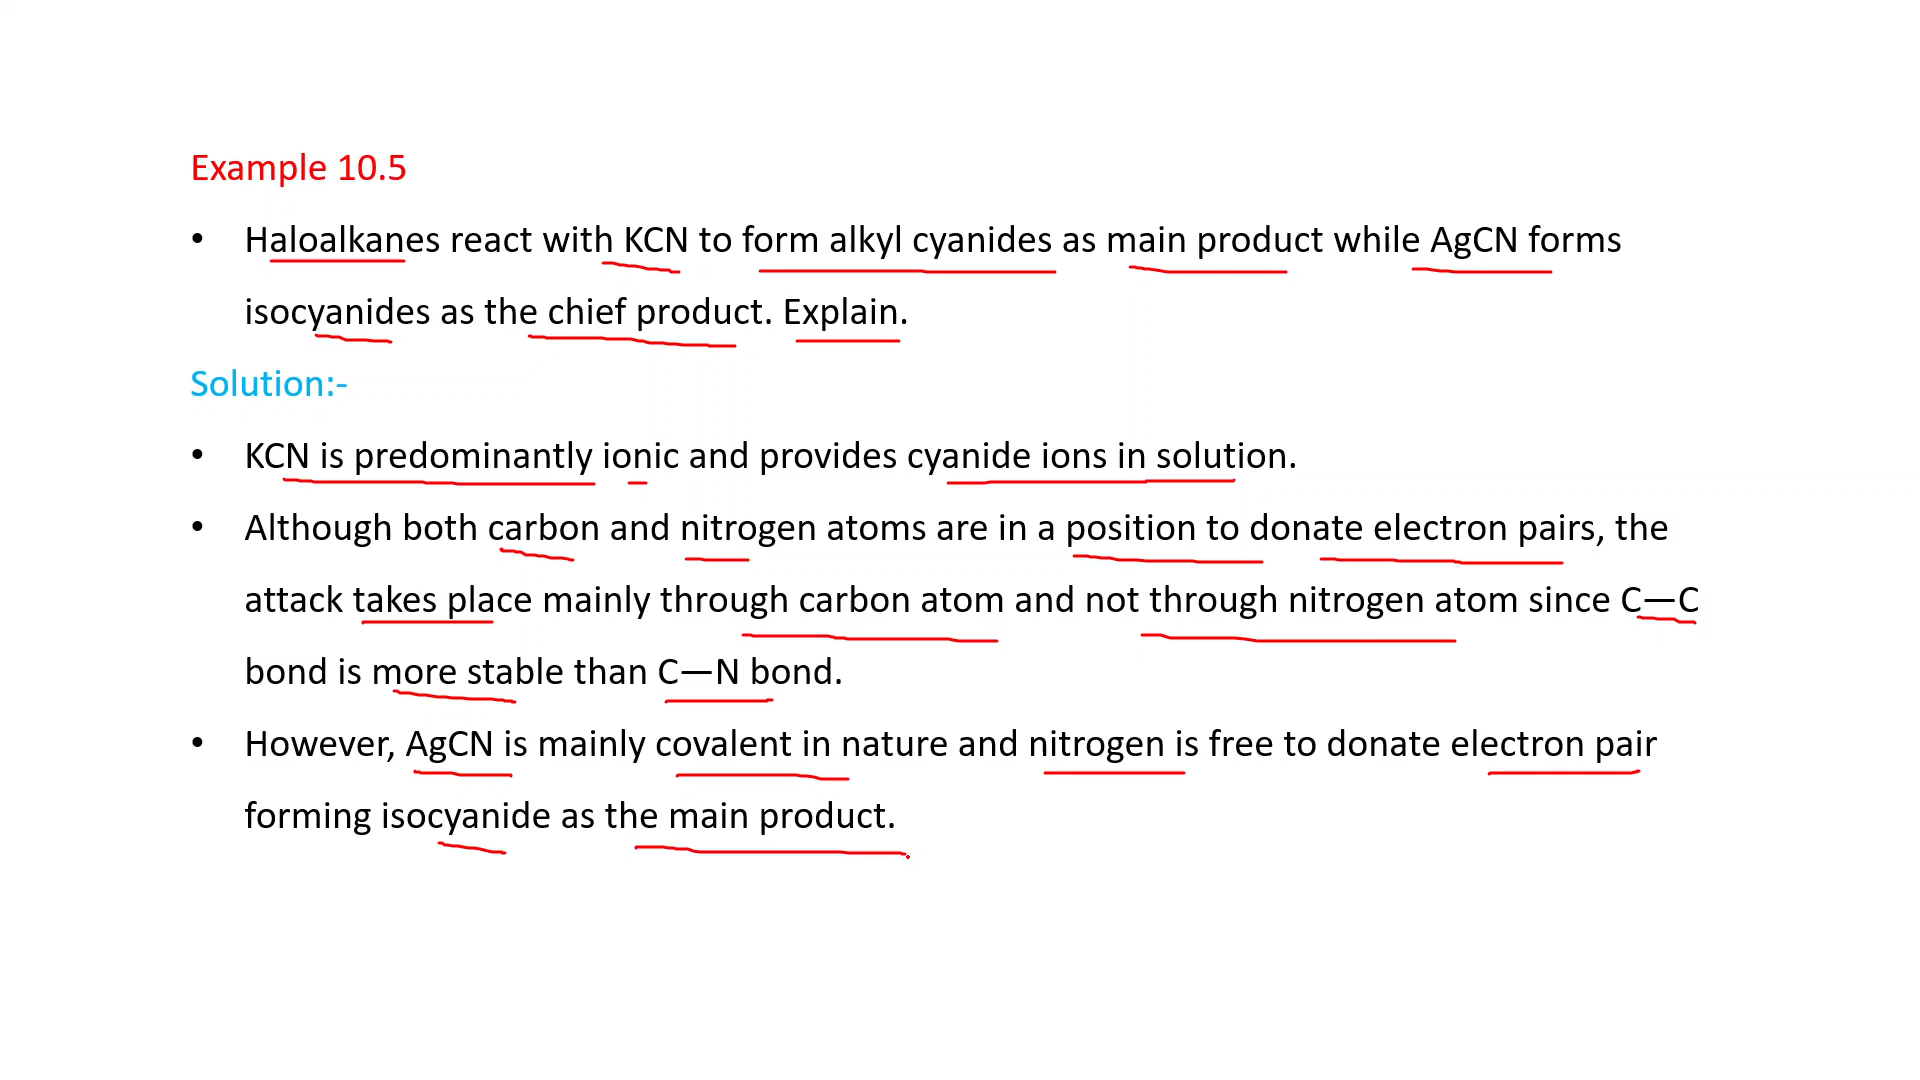 Example 10.5
• Haloalkanes react with KCN to form alkyl cyanides as main product while AgCN forms
isocyanides as the chief product. Explain.
Solution:-
• KCN is predominantly ionic and provides cyanide ions in solution.
• Although both carbon and nitrogen atoms are in a position to donate electron pairs, the
attack takes place mainly through carbon atom and not through nitrogen atom since C—C
bond is more stable than C—N bond.
• However, AgCN is mainly covalent in nature and nitrogen is free to donate electron pair
forming isocyanide as the main product.